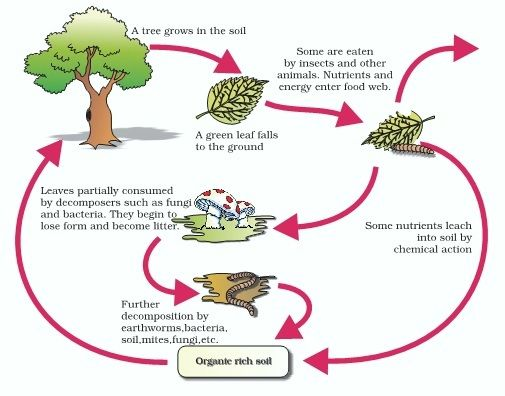 A tree grows in the soil
Some are eaten
by insects and other
animals. Nutrients and
energy enter food web.
A green leaf falls
to the ground
Leaves partially consumed
by decomposers such as fungi
and bacteria. They begin to
lose form and become litter.
Some nutrients leach
into soil by
chemical action
Further
decomposition by
earthworms,bacteria,
soil,mites,fungi,etc.
Organic rich soil